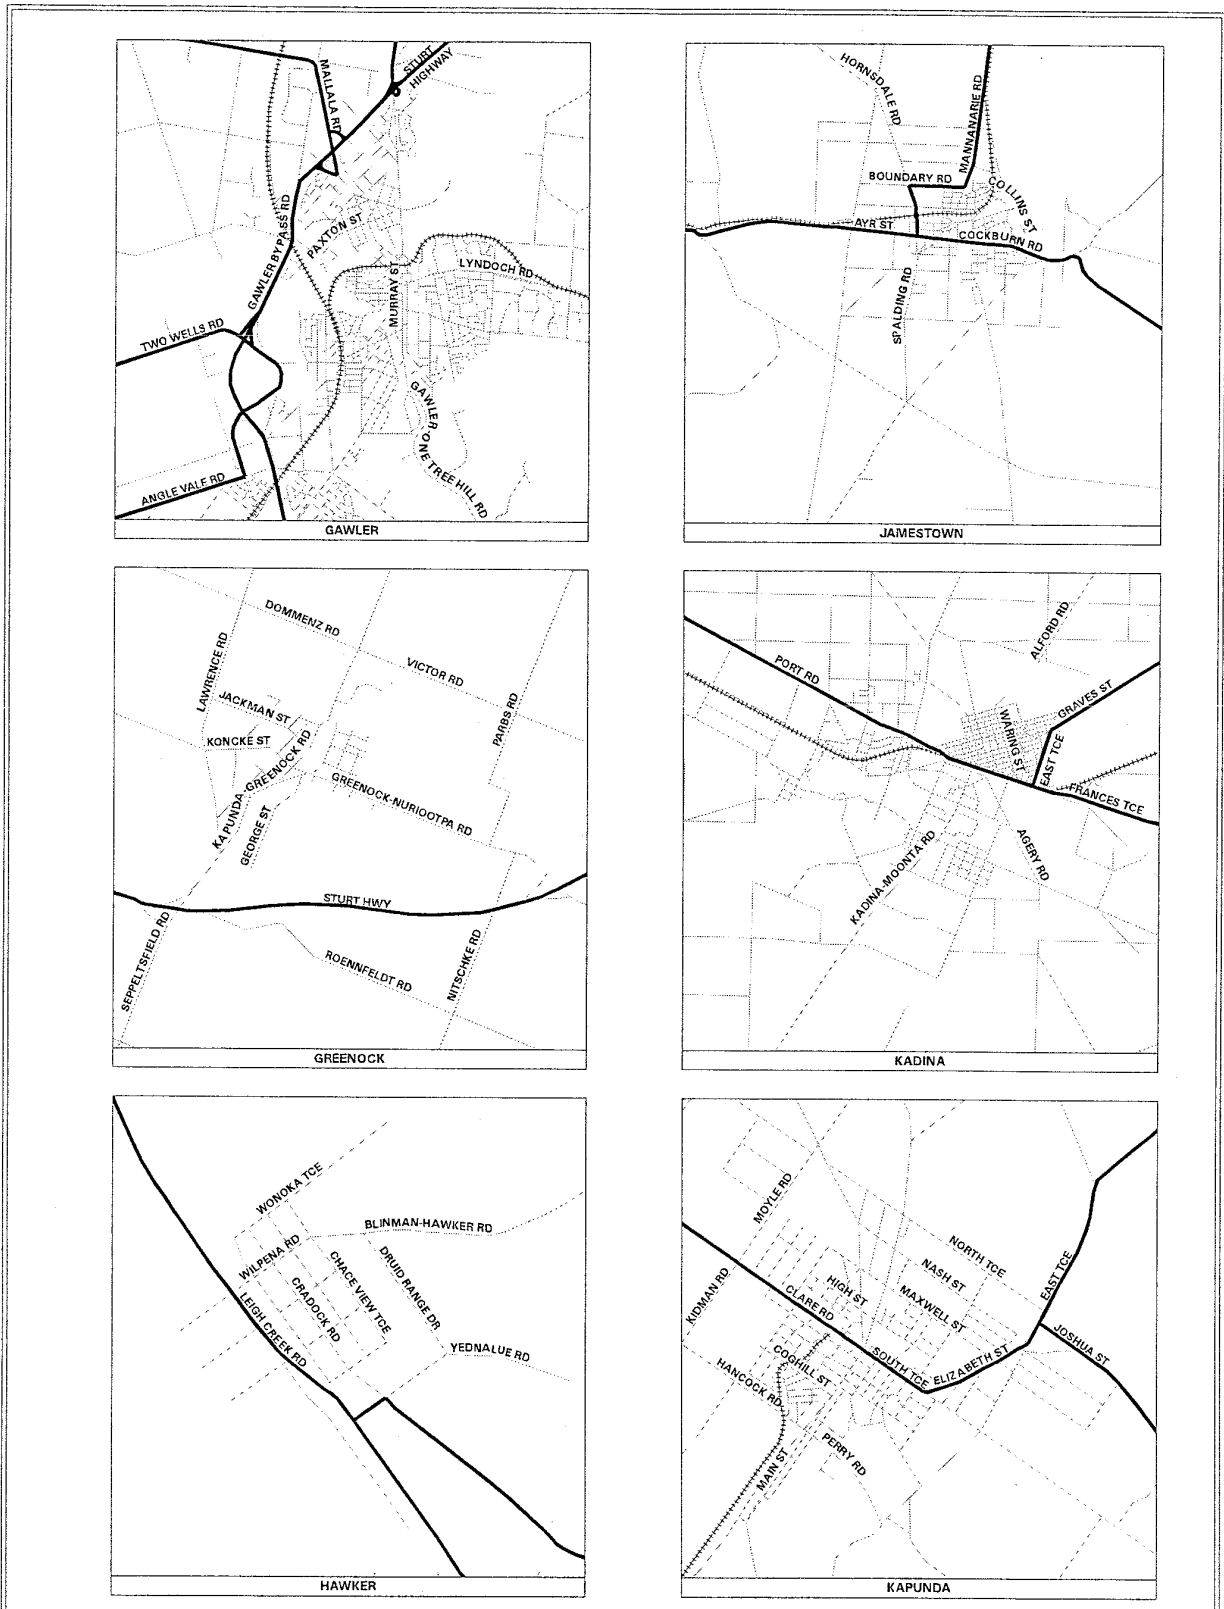 STURT
HIGHWAY
MALLALA RD
PAXTON ST
GAWLER BYPASS RD
LYNDOCH RD
MURRAY ST
TWO WELLS RD
GAWLER-ONE TREE HILL RD
ANGLE VALE RD
GAWLER
HORNSDALE RD
MANNANARIE RD
BOUNDARY RD
COLLINS ST
AYR ST
COCKBURN RD
SPALDING RD
JAMESTOWN
DOMMENZ RD
LAWRENCE RD
VICTOR RD
JACKMAN ST
PARBS RD
KONCKE ST
KAPUNDA-GREENOCK RD
GREENOCK-NURIOOTPA RD
GEORGE ST
STURT HWY
SEPPELTSFIELD RD
ROENNFELDT RD
NITSCHKE RD
GREENOCK
ALFORD RD
PORT RD
GRAVES ST
WARING ST
EAST TCE
FRANCES TCE
AGERY RD
KADINA-MOONTA RD
KADINA
WONOKA TCE
BLINMAN-HAWKER RD
WILPENA RD
CHACE VIEW TCE
DRUID RANGE DR
CRADOCK RD
LEIGH CREEK RD
YEDNALUE RD
HAWKER
MOYLE RD
NORTH TCE
NASH ST
EAST TCE
KIDMAN RD
HIGH ST
CLARE RD
MAXWELL ST
JOSHUA ST
SOUTH TCE
ELIZABETH ST
COGHILL ST
HANCOCK RD
PERRY RD
MAIN ST
KAPUNDA